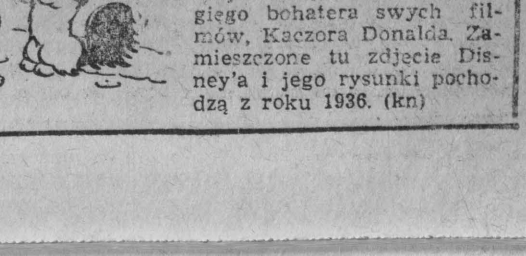 giego bohatera swych fil-
mów, Kaczora Donalda. Za-
mieszczone tu zdjęcie Dis-
ney'a i jego rysunki pocho-
dzą z roku 1936. (kn)